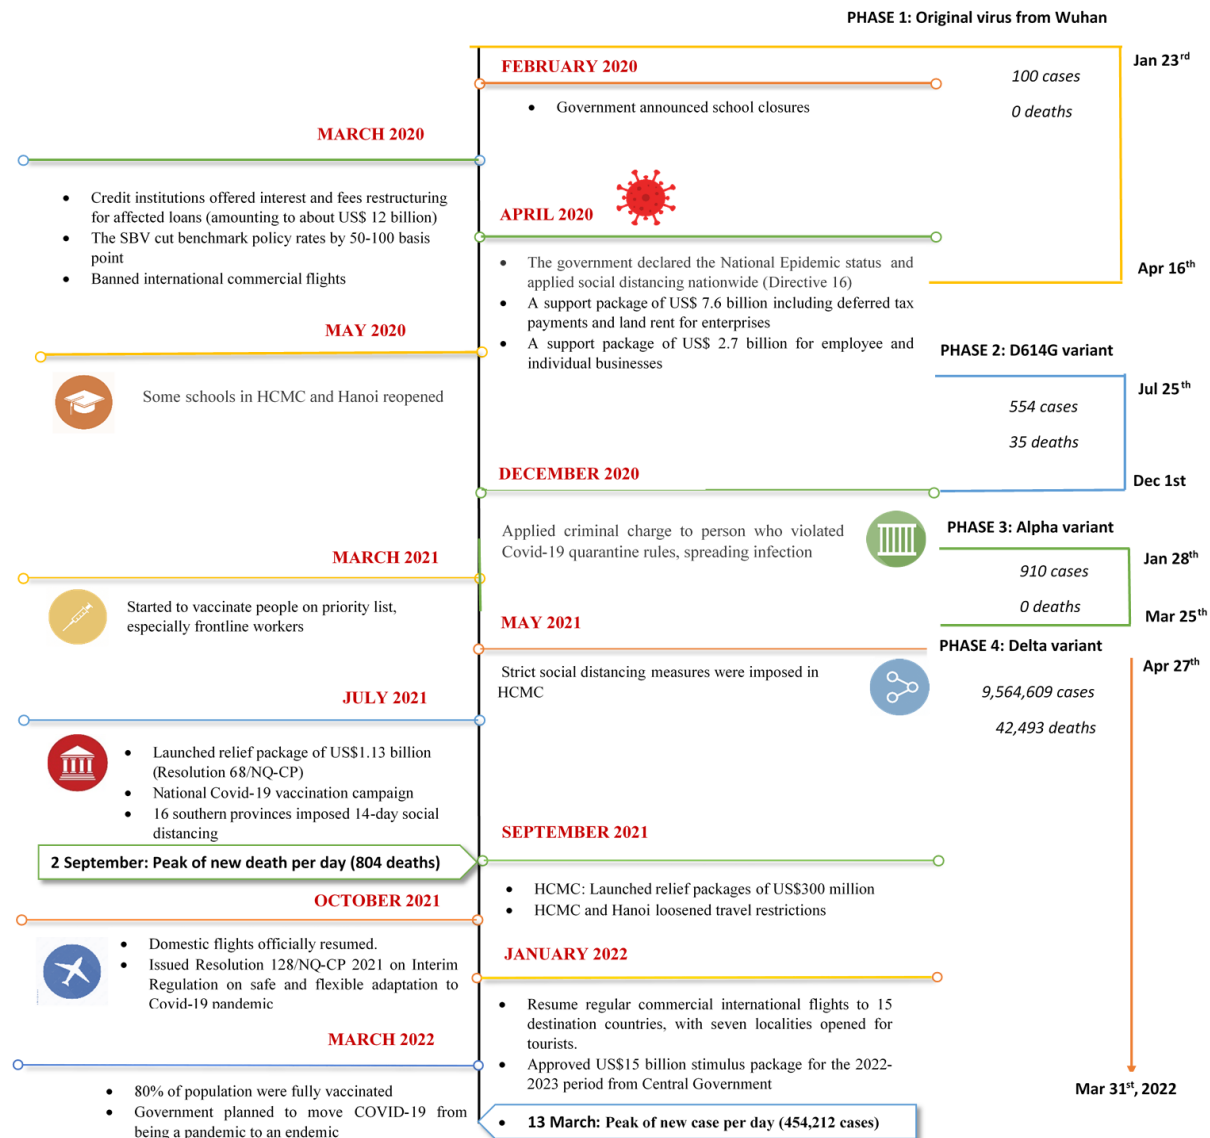 PHASE 1: Original virus from Wuhan
Jan 23rd
FEBRUARY 2020
100 cases
0 deaths
Government announced school closures
MARCH 2020
• Credit institutions offered interest and fees restructuring
for affected loans (amounting to about US$ 12 billion)
• The SBV cut benchmark policy rates by 50-100 basis
point
• Banned international commercial flights
APRIL 2020
Apr 16th
• The government declared the National Epidemic status and
applied social distancing nationwide (Directive 16)
• A support package of US$ 7.6 billion including deferred tax
payments and land rent for enterprises
• A support package of US$ 2.7 billion for employee and
individual businesses
MAY 2020
Some schools in HCMC and Hanoi reopened
PHASE 2: D614G variant
Jul 25th
554 cases
35 deaths
Dec 1st
DECEMBER 2020
Applied criminal charge to person who violated
Covid-19 quarantine rules, spreading infection
PHASE 3: Alpha variant
Jan 28th
910 cases
0 deaths
Mar 25th
MARCH 2021
Started to vaccinate people on priority list,
especially frontline workers
MAY 2021
Strict social distancing measures were imposed in
HCMC
PHASE 4: Delta variant
Apr 27th
9,564,609 cases
42,493 deaths
JULY 2021
• Launched relief package of US$1.13 billion
(Resolution 68/NQ-CP)
• National Covid-19 vaccination campaign
• 16 southern provinces imposed 14-day social
distancing
2 September: Peak of new death per day (804 deaths)
SEPTEMBER 2021
• HCMC: Launched relief packages of US$300 million
• HCMC and Hanoi loosened travel restrictions
OCTOBER 2021
• Domestic flights officially resumed.
• Issued Resolution 128/NQ-CP 2021 on Interim
Regulation on safe and flexible adaptation to
Covid-19 pandemic
JANUARY 2022
• Resume regular commercial international flights to 15
destination countries, with seven localities opened for
tourists.
• Approved US$15 billion stimulus package for the 2022-
2023 period from Central Government
Mar 31st, 2022
MARCH 2022
• 80% of population were fully vaccinated
• Government planned to move COVID-19 from
being a pandemic to an endemic
• 13 March: Peak of new case per day (454,212 cases)